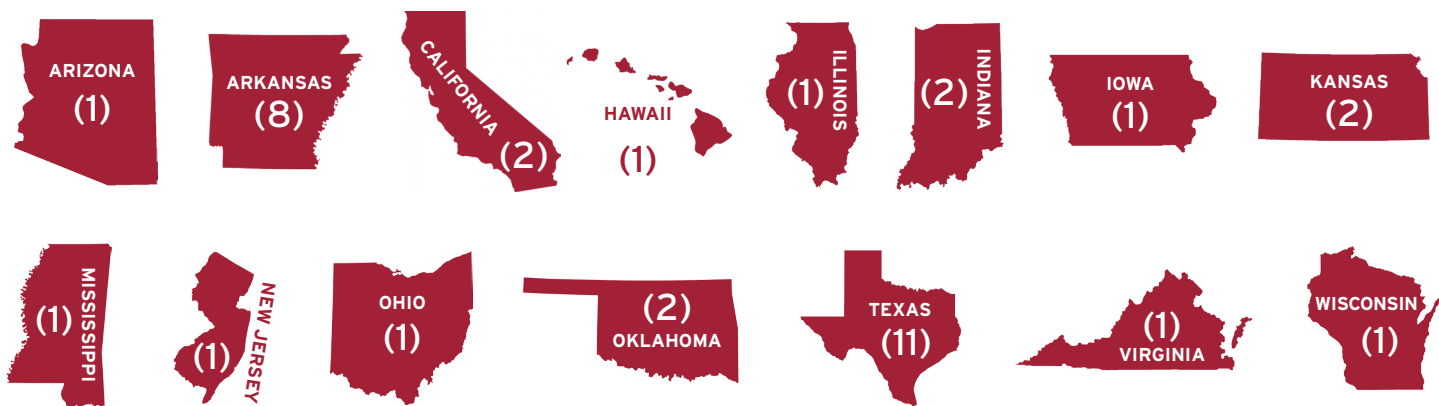 ARIZONA
(1)
ARKANSAS
(8)
CALIFORNIA
(2)
HAWAII
(1)
ILLINOIS
(1)
INDIANA
(2)
IOWA
(1)
KANSAS
(2)
MISSISSIPPI
(1)
NEW JERSEY
(1)
OHIO
(1)
(2)
OKLAHOMA
TEXAS
(11)
(1)
VIRGINIA
WISCONSIN
(1)